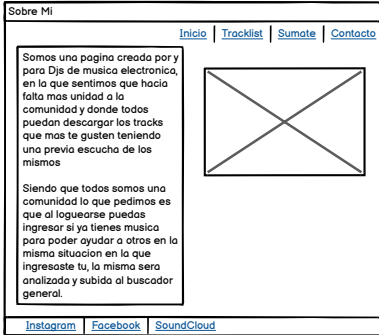 Sobre Mi
Inicio Tracklist Sumate Contacto
Somos una pagina creada por y
para Djs de musica electronica,
en la que sentimos que hacia
falta mas unidad a la
comunidad y donde todos
puedan descargar los tracks
que mas te gusten teniendo
una previa escucha de los
mismos
Siendo que todos somos una
comunidad lo que pedimos es
que al loguearse puedas
ingresar si ya tienes musica
para poder ayudar a otros en la
misma situacion en la que
ingresaste tu, la misma sera
analizada y subida al buscador
general.
Instagram Facebook SoundCloud